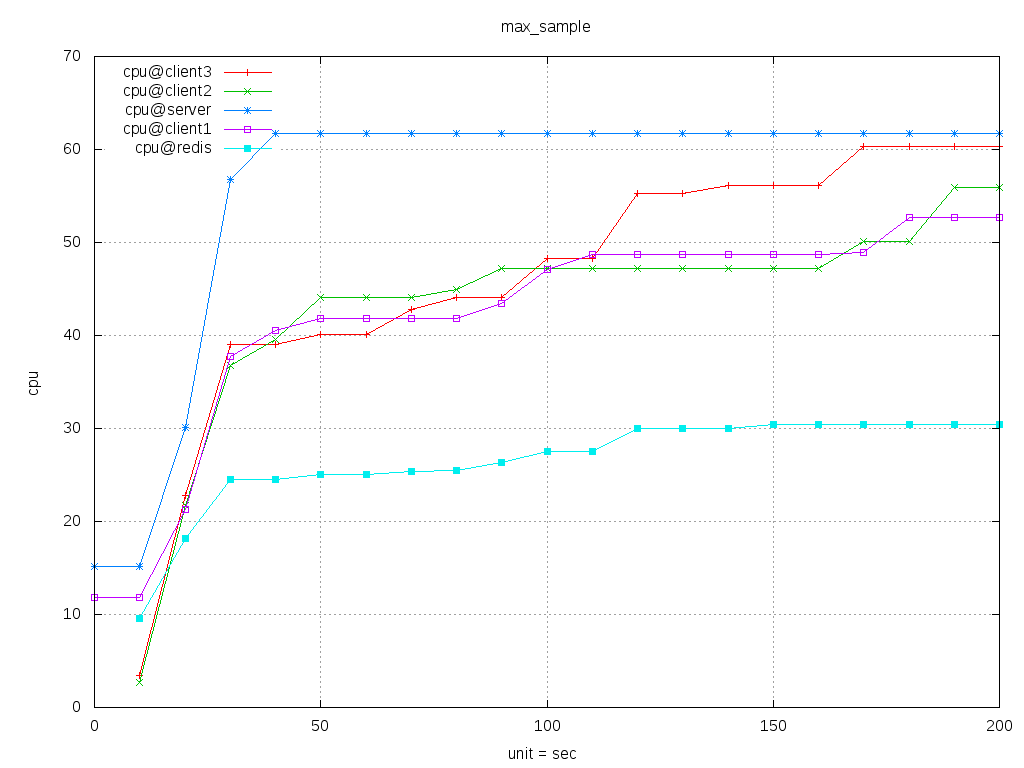 max_sample
70
60
50
40
30
20
10
0
cpu
cpu@client3
cpu@client2
cpu@server
cpu@client1
cpu@redis
0 50 100 150 200
unit = sec